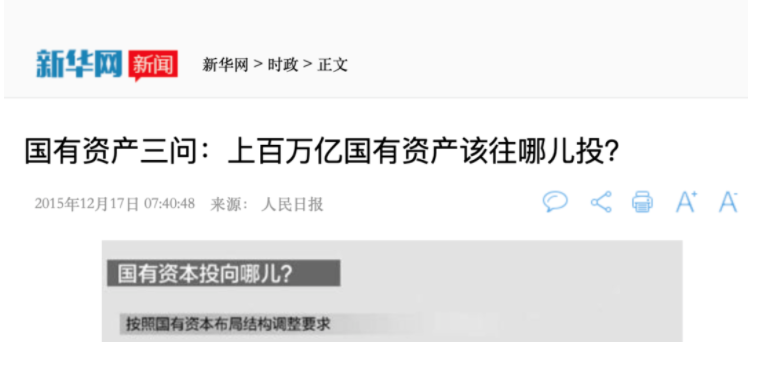 新华网 新闻 新华网 > 时政 > 正文
国有资产三问：上百万亿国有资产该往哪儿投？
2015年12月17日 07:40:48 来源： 人民日报 A+ A-
国有资本投向哪儿？
按照国有资本布局结构调整要求